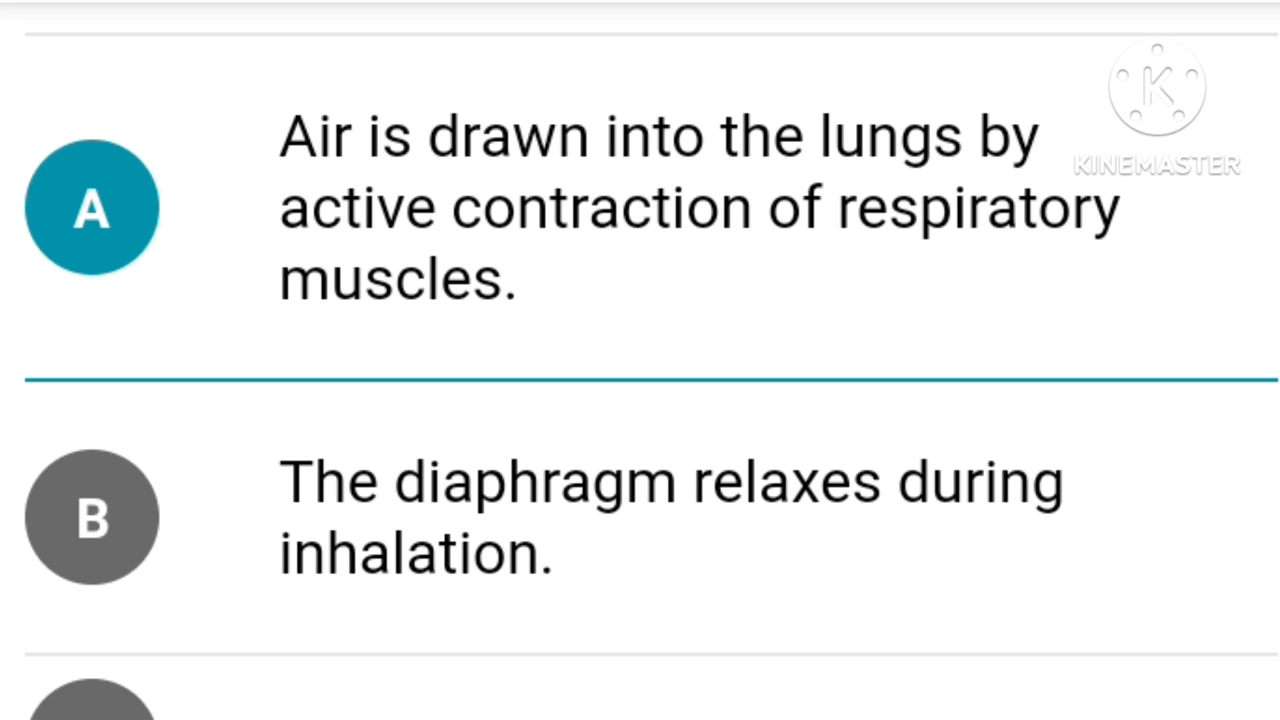 K
KINEMASTER
A
Air is drawn into the lungs by
active contraction of respiratory
muscles.
B
The diaphragm relaxes during
inhalation.